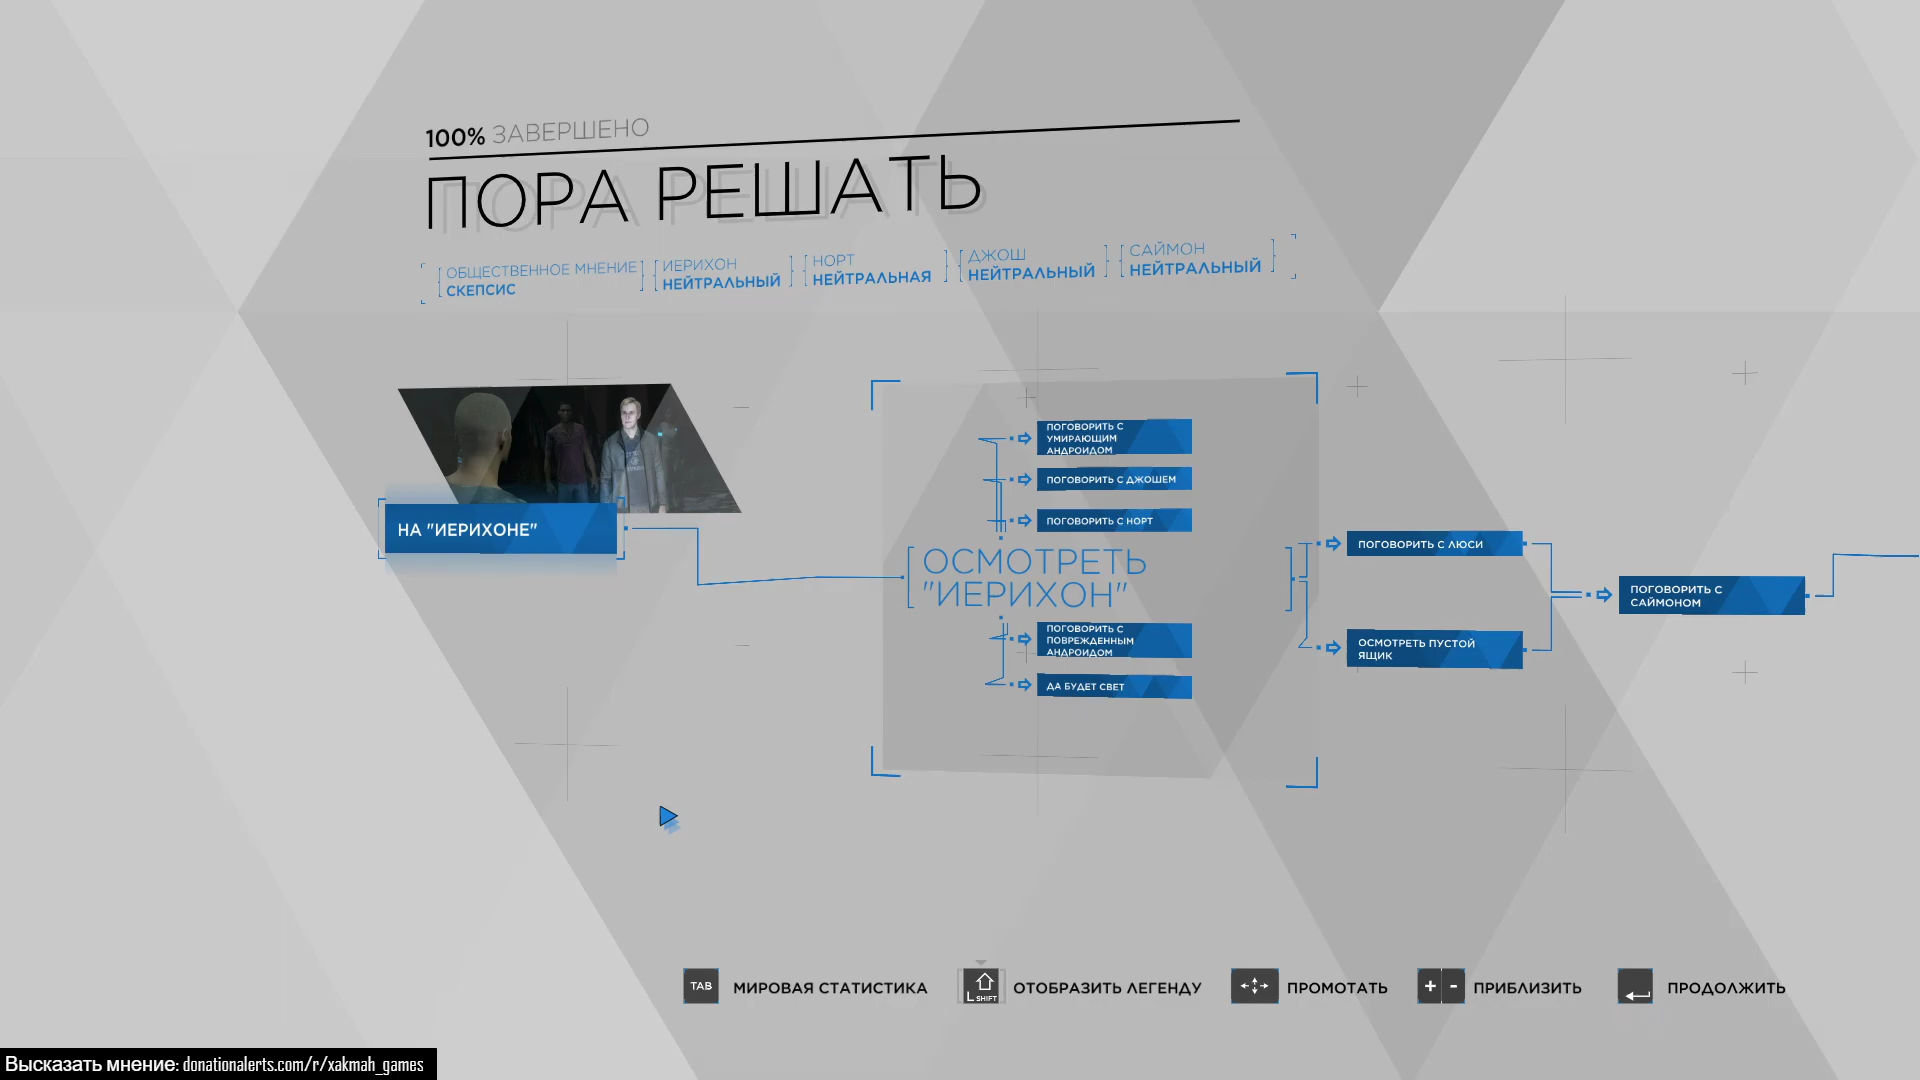 100% ЗАВЕРШЕНО
ПОРА РЕШАТЬ
ОБЩЕСТВЕННОЕ МНЕНИЕ
СКЕПСИС
ИЕРИХОН
НЕЙТРАЛЬНЫЙ
НОРТ
НЕЙТРАЛЬНАЯ
ДЖОШ
НЕЙТРАЛЬНЫЙ
САЙМОН
НЕЙТРАЛЬНЫЙ
НА "ИЕРИХОНЕ"
ПОГОВОРИТЬ С
УМИРАЮЩИМ
АНДРОИДОМ
ПОГОВОРИТЬ С ДЖОШЕМ
ПОГОВОРИТЬ С НОРТ
ОСМОТРЕТЬ
"ИЕРИХОН"
ПОГОВОРИТЬ С
ПОВРЕЖДЕННЫМ
АНДРОИДОМ
ДА БУДЕТ СВЕТ
ПОГОВОРИТЬ С ЛЮСИ
ОСМОТРЕТЬ ПУСТОЙ
ЯЩИК
ПОГОВОРИТЬ С
САЙМОНОМ
TAB МИРОВАЯ СТАТИСТИКА
L SHIFT ОТОБРАЗИТЬ ЛЕГЕНДУ
ПРОМОТАТЬ
+ - ПРИБЛИЗИТЬ
ПРОДОЛЖИТЬ
Высказать мнение: donationalerts.com/r/xakmah_games